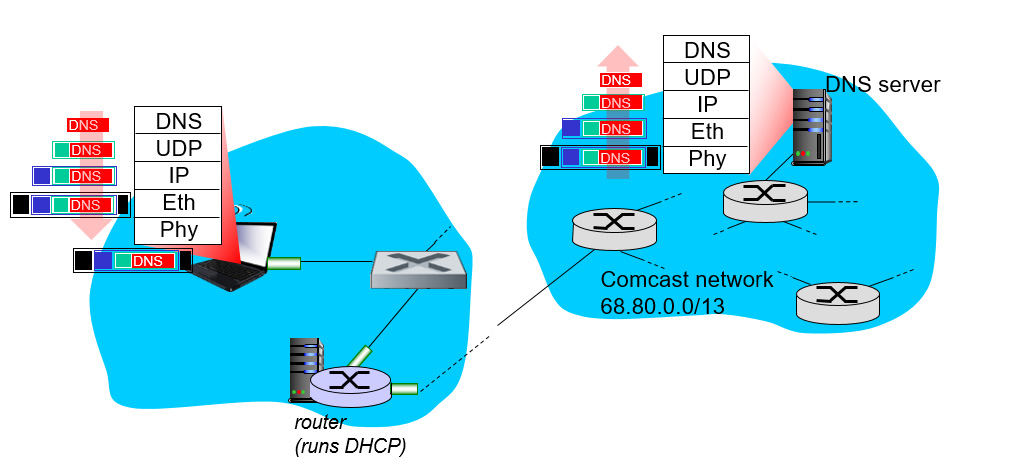 DNS
DNS
DNS
DNS
DNS
DNS
UDP
IP
Eth
Phy
router
(runs DHCP)
DNS
DNS
DNS
DNS
DNS
UDP
IP
Eth
Phy
DNS server
Comcast network
68.80.0.0/13